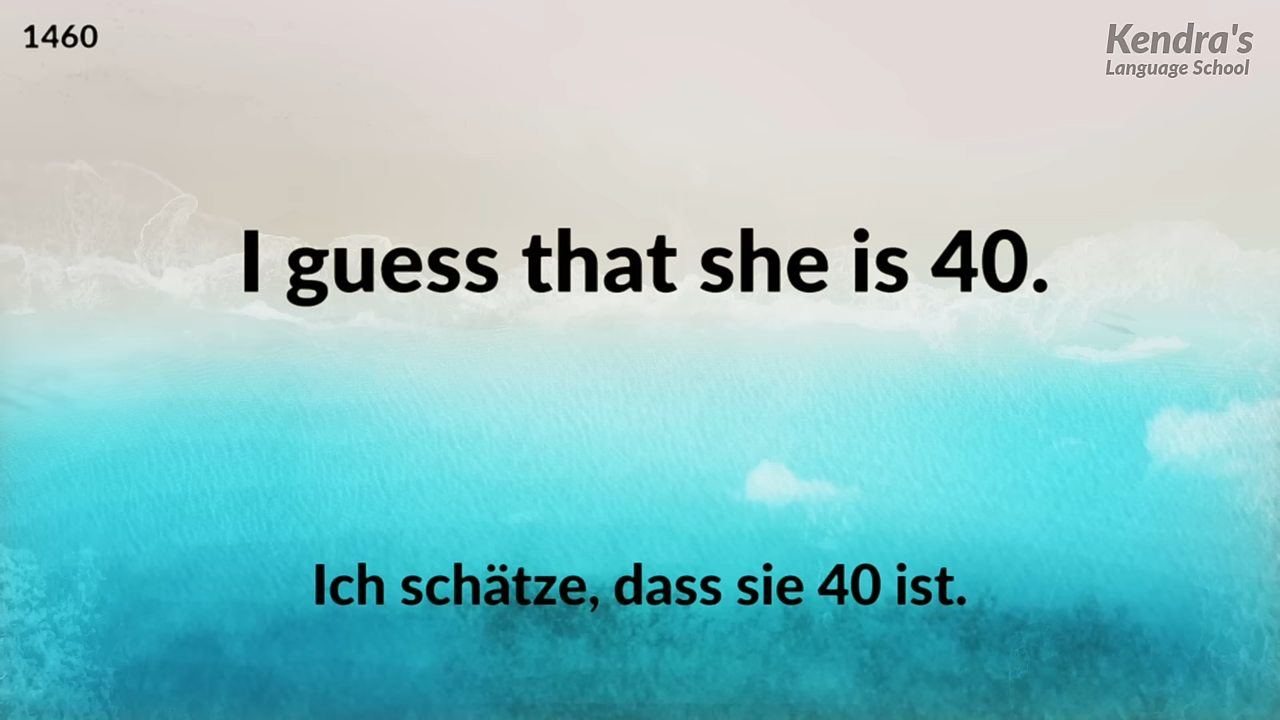 1460
Kendra's
Language School
I guess that she is 40.
Ich schätze, dass sie 40 ist.